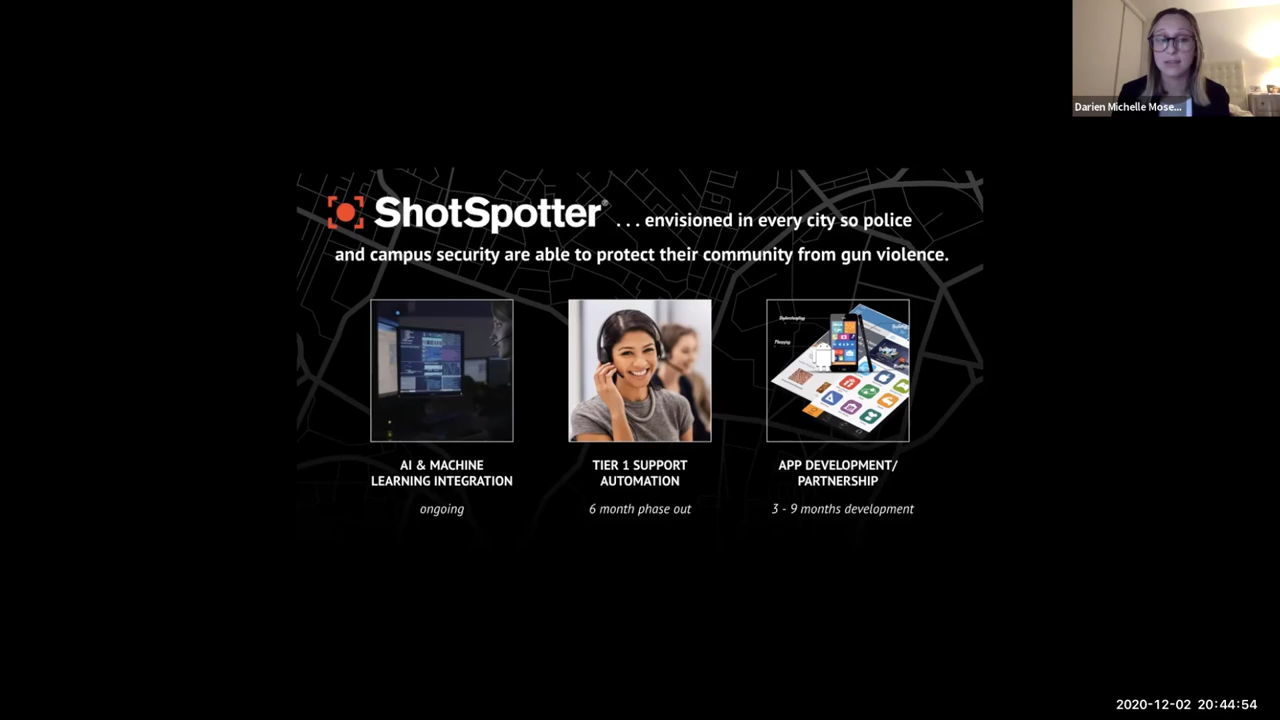 Darien Michelle Mose...
ShotSpotter® . . . envisioned in every city so police
and campus security are able to protect their community from gun violence.
AI & MACHINE
LEARNING INTEGRATION
ongoing
TIER 1 SUPPORT
AUTOMATION
6 month phase out
APP DEVELOPMENT/
PARTNERSHIP
3 - 9 months development
2020-12-02 20:44:54